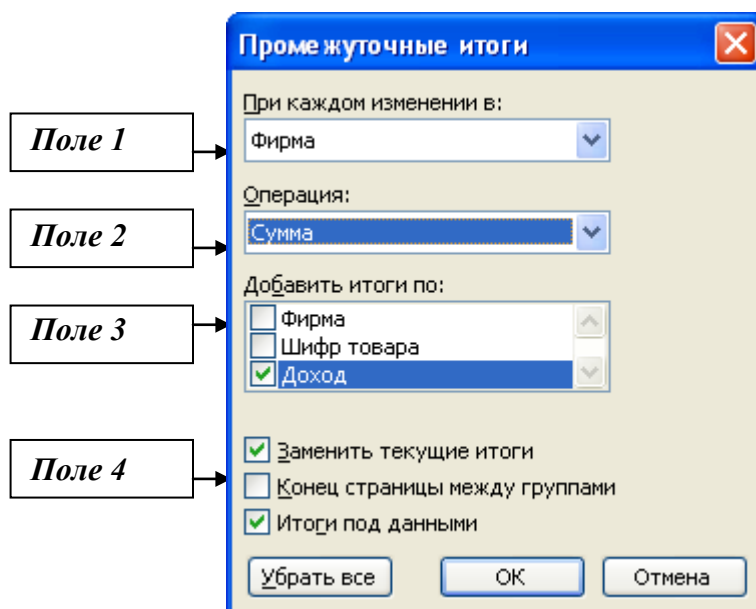 Промежуточные итоги
При каждом изменении в:
Поле 1
Фирма
Операция:
Поле 2
Сумма
Добавить итоги по:
Поле 3
Фирма
Шифр товара
Доход
Поле 4
Заменить текущие итоги
Конец страницы между группами
Итоги под данными
Убрать все
ОК
Отмена